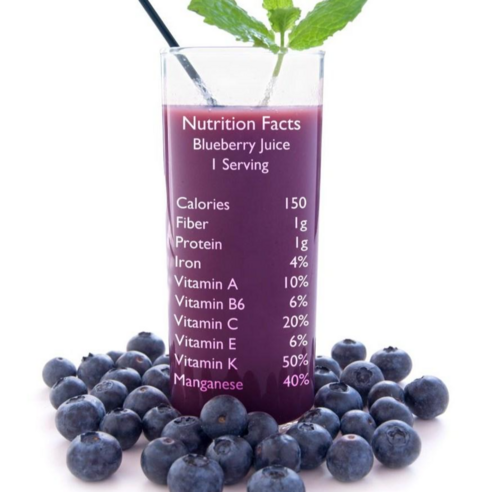 Nutrition Facts
Blueberry Juice
1 Serving
Calories 150
Fiber 1g
Protein 1g
Iron 4%
Vitamin A 10%
Vitamin B6 6%
Vitamin C 20%
Vitamin E 6%
Vitamin K 50%
Manganese 40%